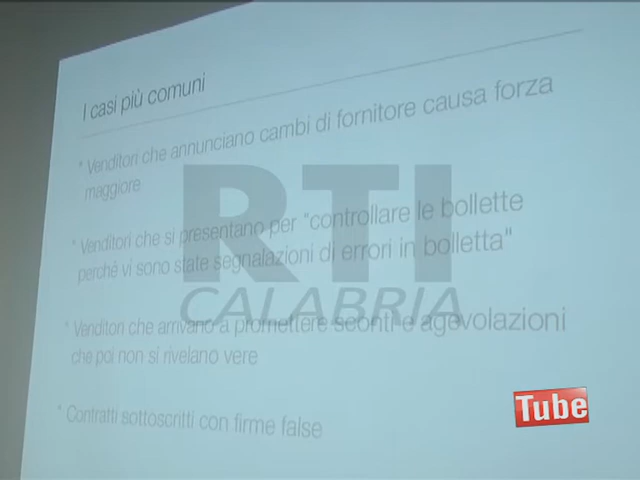 I casi più comuni
* Venditori che annunciano cambi di fornitore causa forza
maggiore
* Venditori che si presentano per "controllare le bollette
perché vi sono state segnalazioni di errori in bolletta"
* Venditori che arrivano a promettere sconti e agevolazioni
che poi non si rivelano vere
* Contratti sottoscritti con firme false
RTI
CALABRIA
Tube